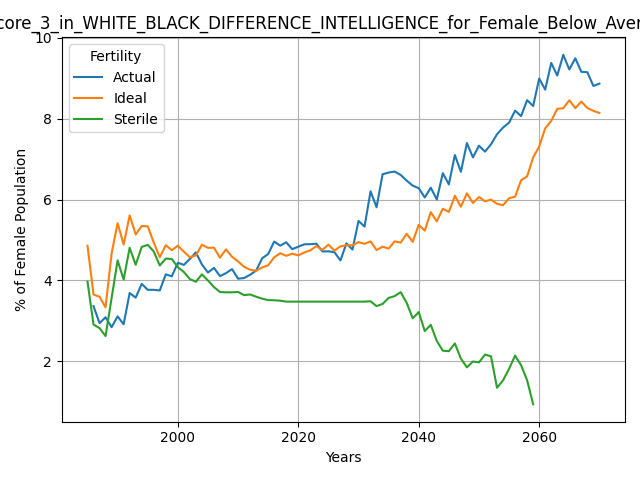 core_3_in_WHITE_BLACK_DIFFERENCE_INTELLIGENCE_for_Female_Below_Aver
Fertility
Actual
Ideal
Sterile
10
8
6
4
2
% of Female Population
2000 2020 2040 2060
Years